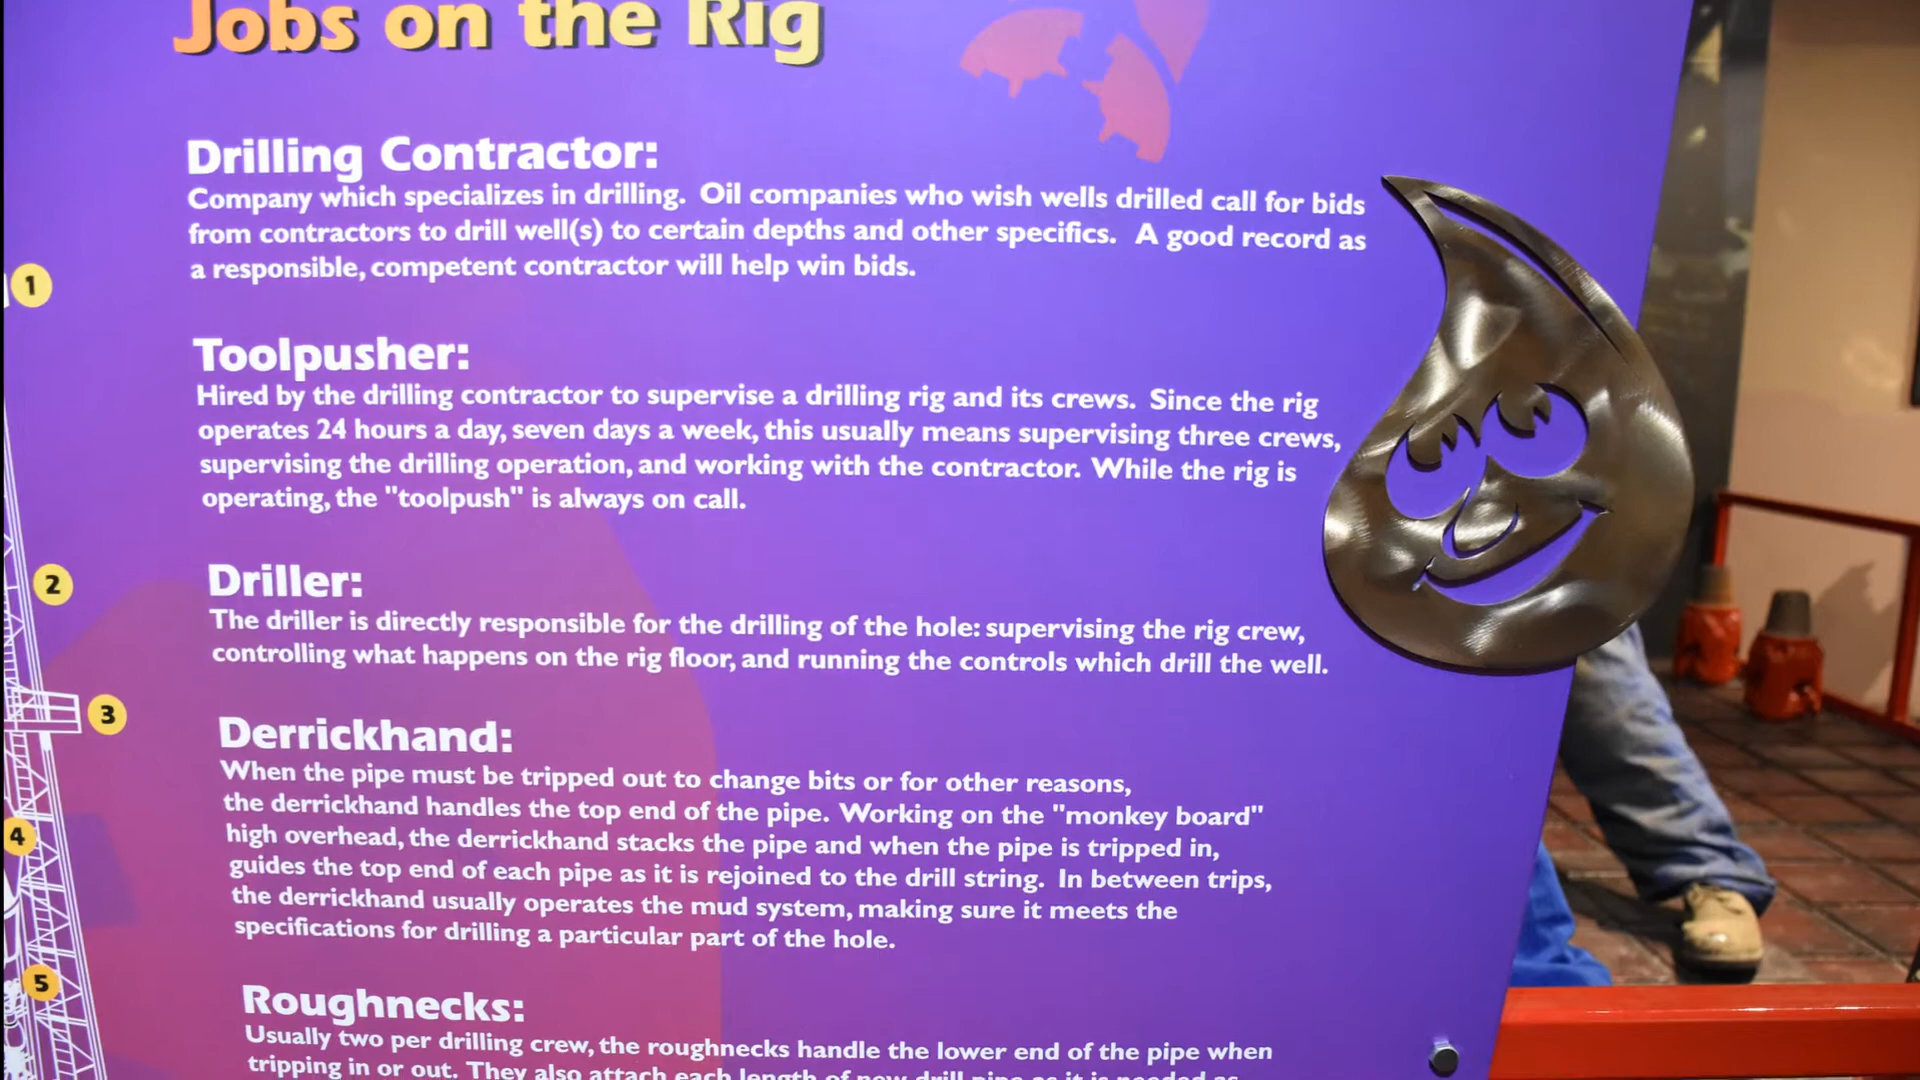 Jobs on the Rig
Drilling Contractor:
Company which specializes in drilling. Oil companies who wish wells drilled call for bids
from contractors to drill well(s) to certain depths and other specifics. A good record as
a responsible, competent contractor will help win bids.
1
Toolpusher:
Hired by the drilling contractor to supervise a drilling rig and its crews. Since the rig
operates 24 hours a day, seven days a week, this usually means supervising three crews,
supervising the drilling operation, and working with the contractor. While the rig is
operating, the "toolpush" is always on call.
2
Driller:
The driller is directly responsible for the drilling of the hole: supervising the rig crew,
controlling what happens on the rig floor, and running the controls which drill the well.
3
Derrickhand:
When the pipe must be tripped out to change bits or for other reasons,
the derrickhand handles the top end of the pipe. Working on the "monkey board"
high overhead, the derrickhand stacks the pipe and when the pipe is tripped in,
guides the top end of each pipe as it is rejoined to the drill string. In between trips,
the derrickhand usually operates the mud system, making sure it meets the
specifications for drilling a particular part of the hole.
4
5
Roughnecks:
Usually two per drilling crew, the roughnecks handle the lower end of the pipe when
tripping in or out. They also attach each length of new drill pipe as it is needed as